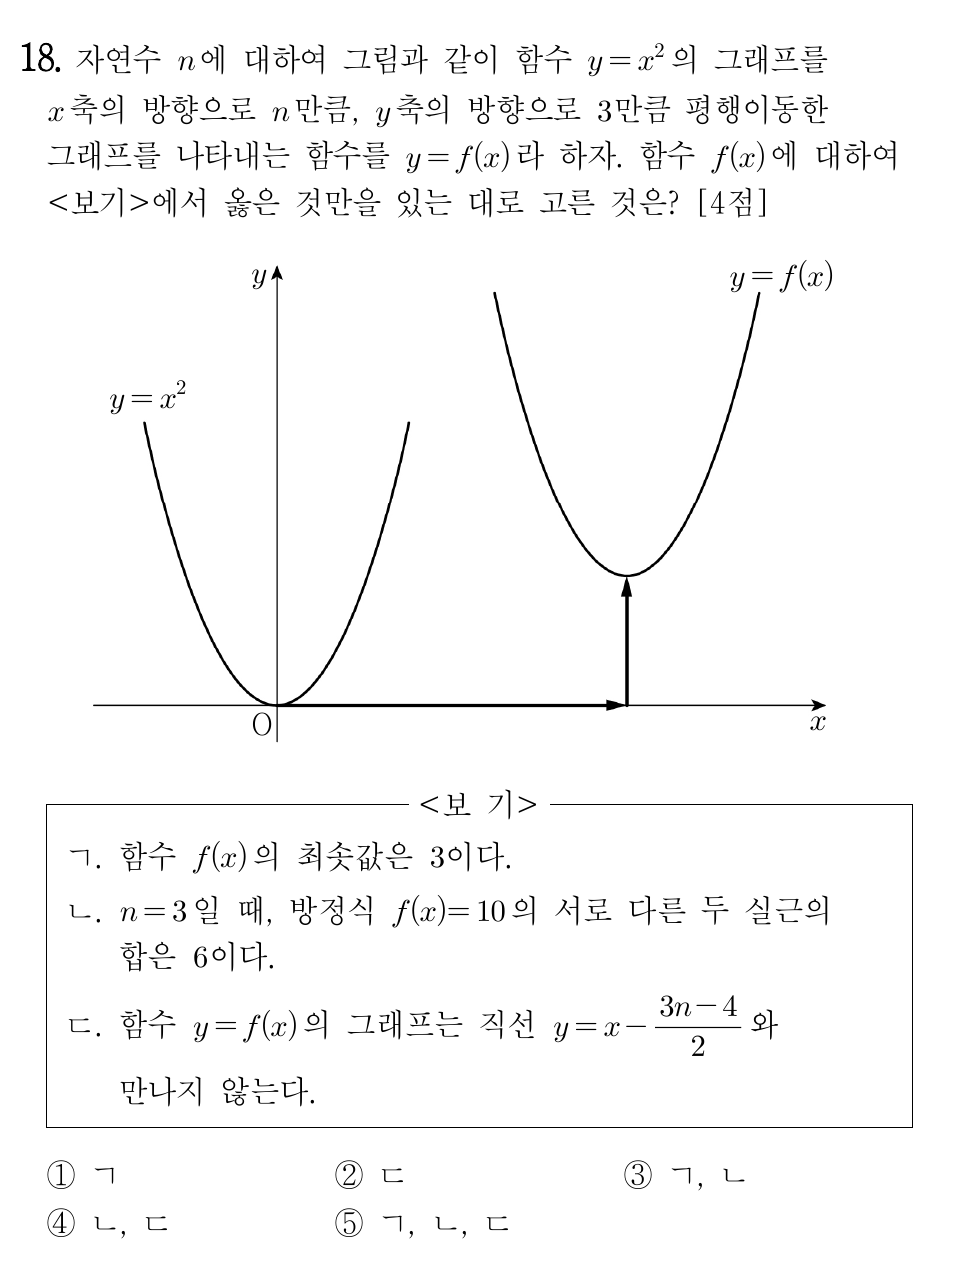 18. 자연수 n에 대하여 그림과 같이 함수 y=x²의 그래프를
x축의 방향으로 n만큼, y축의 방향으로 3만큼 평행이동한
그래프를 나타내는 함수를 y=f(x)라 하자. 함수 f(x)에 대하여
<보기>에서 옳은 것만을 있는 대로 고른 것은? [4점]
y
y=f(x)
y=x²
O
x
<보 기>
ㄱ. 함수 f(x)의 최솟값은 3이다.
ㄴ. n=3일 때, 방정식 f(x)=10의 서로 다른 두 실근의
합은 6이다.
ㄷ. 함수 y=f(x)의 그래프는 직선 y=x-(3n-4)/2 와
만나지 않는다.
① ㄱ ② ㄷ ③ ㄱ, ㄴ
④ ㄴ, ㄷ ⑤ ㄱ, ㄴ, ㄷ